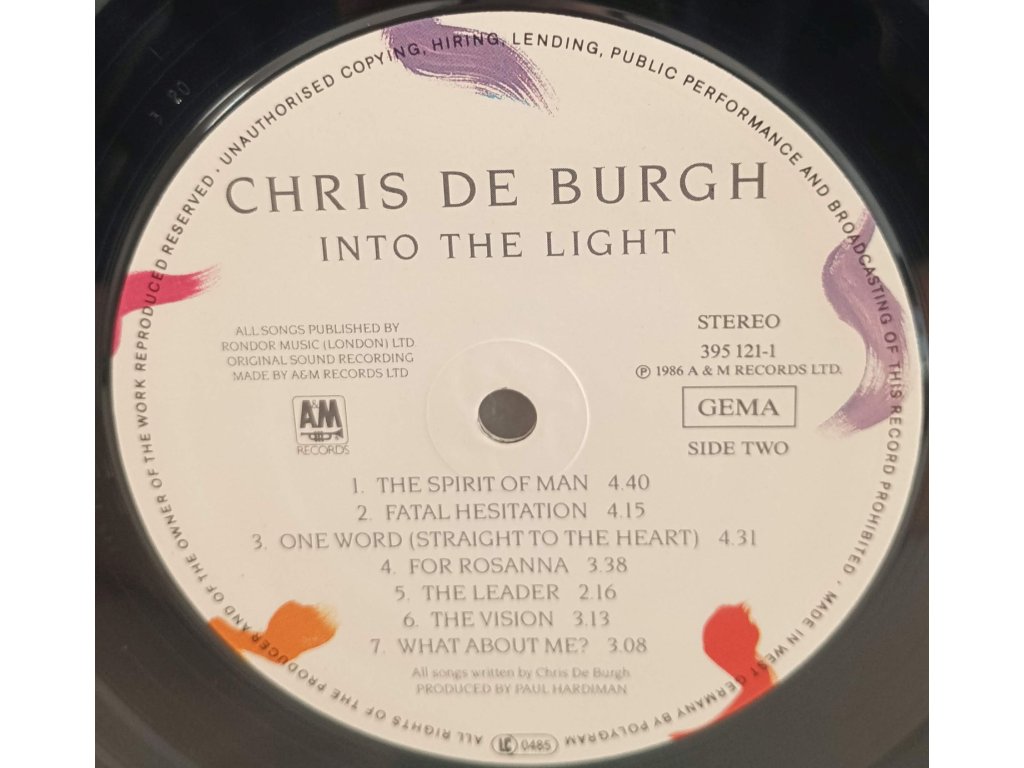 ALL RIGHTS OF THE PRODUCER AND OF THE OWNER OF THE WORK REPRODUCED RESERVED. UNAUTHORISED COPYING, HIRING, LENDING, PUBLIC PERFORMANCE AND BROADCASTING OF THIS RECORD PROHIBITED. MADE IN WEST GERMANY BY POLYGRAM
CHRIS DE BURGH
INTO THE LIGHT
ALL SONGS PUBLISHED BY
RONDOR MUSIC (LONDON) LTD
ORIGINAL SOUND RECORDING
MADE BY A&M RECORDS LTD
A&M
RECORDS
STEREO
395 121-1
℗ 1986 A & M RECORDS LTD.
GEMA
SIDE TWO
1. THE SPIRIT OF MAN 4.40
2. FATAL HESITATION 4.15
3. ONE WORD (STRAIGHT TO THE HEART) 4.31
4. FOR ROSANNA 3.38
5. THE LEADER 2.16
6. THE VISION 3.13
7. WHAT ABOUT ME? 3.08
All songs written by Chris De Burgh
PRODUCED BY PAUL HARDIMAN
LC 0485